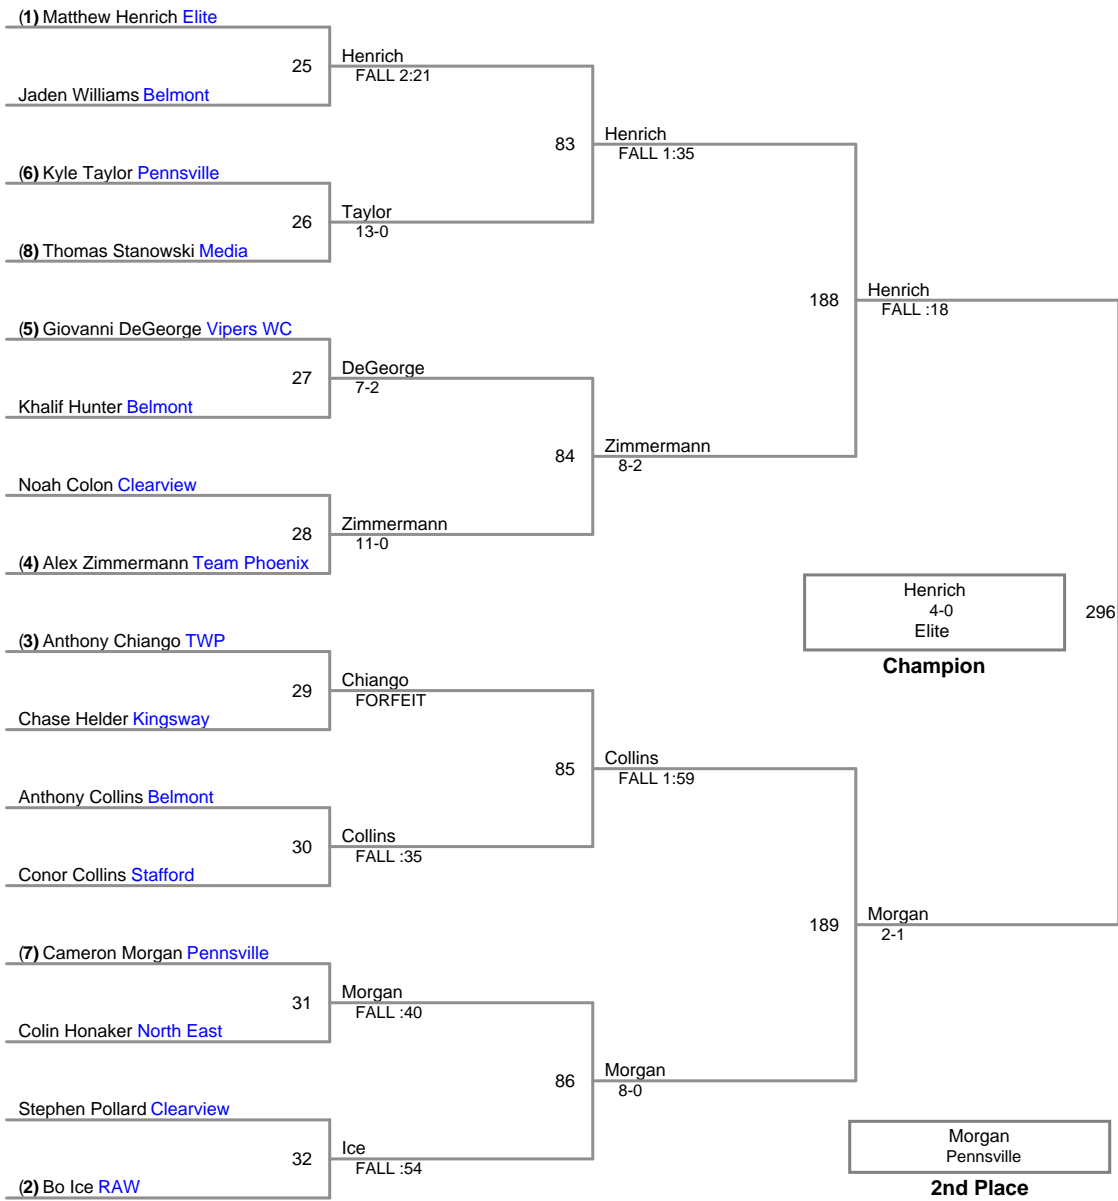 (1) Matthew Henrich Elite
25
Henrich
FALL 2:21
Jaden Williams Belmont
83
Henrich
FALL 1:35
(6) Kyle Taylor Pennsville
26
Taylor
13-0
(8) Thomas Stanowski Media
188
Henrich
FALL :18
(5) Giovanni DeGeorge Vipers WC
27
DeGeorge
7-2
Khalif Hunter Belmont
84
Zimmermann
8-2
Noah Colon Clearview
28
Zimmermann
11-0
(4) Alex Zimmermann Team Phoenix
Henrich
4-0
Elite
296
Champion
(3) Anthony Chiango TWP
29
Chiango
FORFEIT
Chase Helder Kingsway
85
Collins
FALL 1:59
Anthony Collins Belmont
30
Collins
FALL :35
Conor Collins Stafford
189
Morgan
2-1
(7) Cameron Morgan Pennsville
31
Morgan
FALL :40
Colin Honaker North East
86
Morgan
8-0
Stephen Pollard Clearview
32
Ice
FALL :54
(2) Bo Ice RAW
Morgan
Pennsville
2nd Place